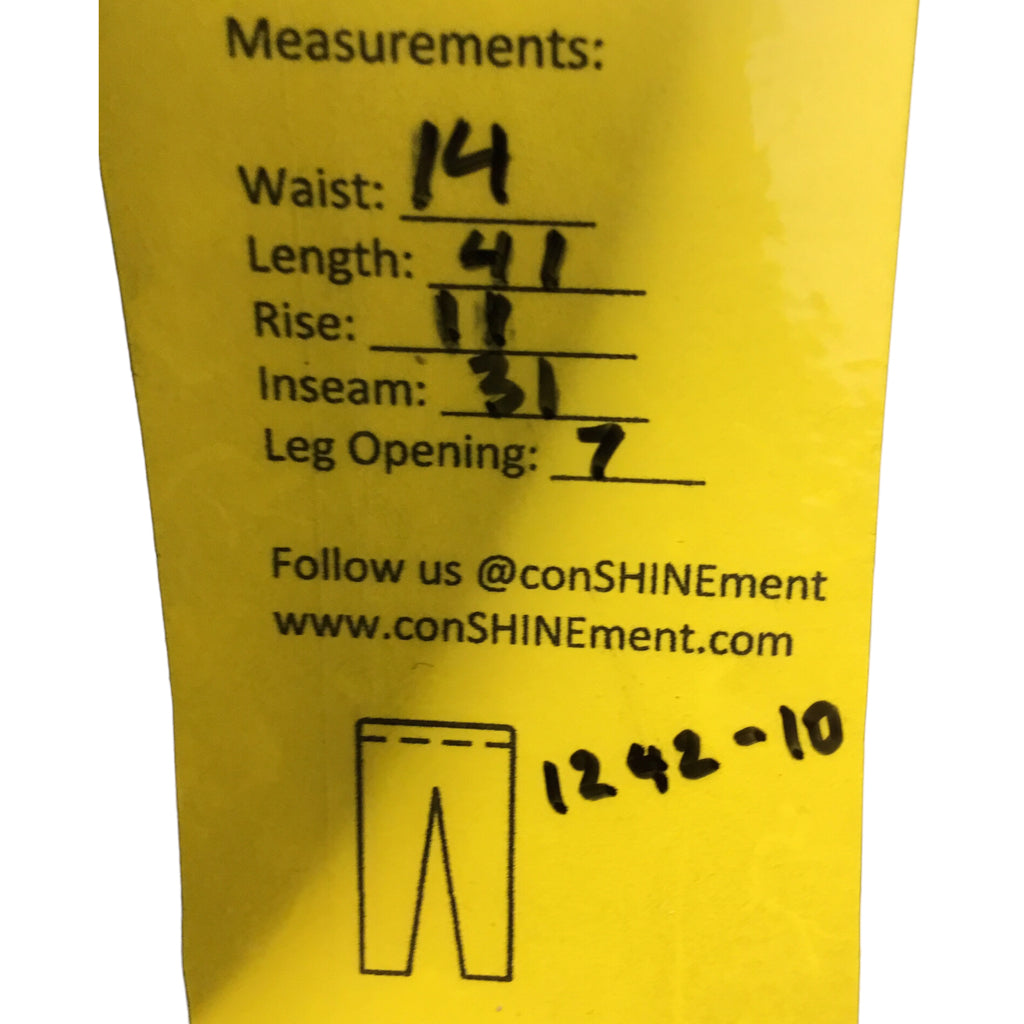 Measurements:
Waist: 14
Length: 41
Rise: 11
Inseam: 31
Leg Opening: 7
Follow us @conSHINEment
www.conSHINEment.com
1242-10